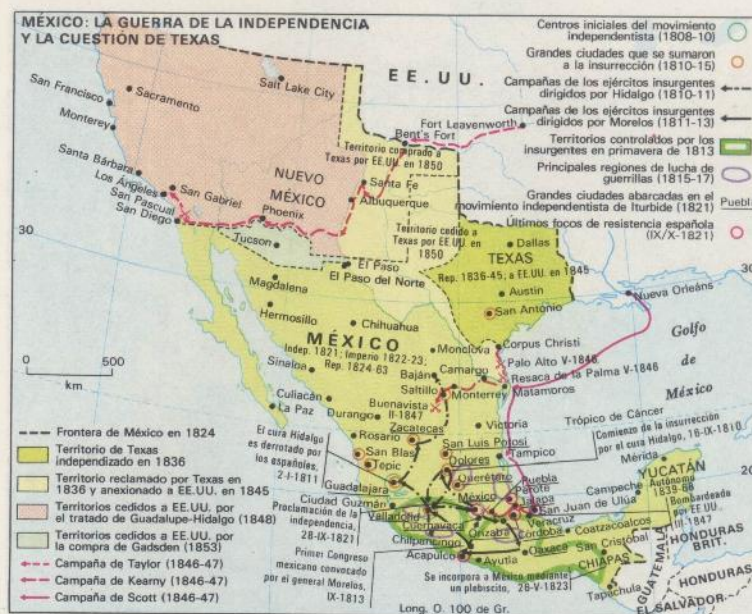 MÉXICO: LA GUERRA DE LA INDEPENDENCIA
Y LA CUESTIÓN DE TEXAS
Centros iniciales del movimiento
independentista (1808-10)
Grandes ciudades que se sumaron
a la insurrección (1810-15)
Campañas de los ejércitos insurgentes
dirigidos por Hidalgo (1810-11)
Campañas de los ejércitos insurgentes
dirigidos por Morelos (1811-13)
Territorios controlados por los
insurgentes en primavera de 1813
Principales regiones de lucha de
guerrillas (1815-17)
Grandes ciudades abarcadas en el
movimiento independentista de Iturbide (1821)
Puebl
Últimos focos de resistencia española
(IX/X-1821)
EE.UU.
Salt Lake City
San Francisco
Sacramento
Monterey
Fort Leavenworth
Bent's Fort
Territorio comprado a
Texas por EE.UU.
en 1850
Santa Bárbara
Los Ángeles
San Gabriel
San Pascual
San Diego
NUEVO
MÉXICO
Phoenix
Santa Fe
Albuquerque
Territorio cedido a
Texas por EE.UU. en
1850
30
30
Tucson
El Paso
El Paso del Norte
Dallas
TEXAS
Rep. 1836-45; a EE.UU. en 1845
Austin
San Antonio
Nueva Orleáns
Magdalena
Hermosillo
Chihuahua
MÉXICO
Indep. 1821; Imperio 1822-23;
Rep. 1824-63
Golfo
de
México
0
500
km.
Monclova
Corpus Christi
Palo Alto V-1846
Resaca de la Palma V-1846
Camargo
Matamoros
Baján
Saltillo
Monterrey
Buenavista
II-1847
Sinaloa
Culiacán
La Paz
Durango
Victoria
Trópico de Cáncer
Comienzo de la insurrección
por el cura Hidalgo, 16-IX-1810
Rosario
Zacatecas
San Luis Potosí
Tampico
San Blas
Tepic
Dolores
Querétaro
Guadalajara
Mérida
20
YUCATÁN
Autónomo
1839-68
Campeche
Bombardeada
por EE.UU.
III-1847
El cura Hidalgo
es derrotado por
los españoles,
2-I-1811
Ciudad Guzmán
Valladolid
México
Puebla
Perote
Jalapa
San Juan de Ulúa
Veracruz
Proclamación de la
independencia,
28-IX-1821
Cuernavaca
Orizaba
Córdoba
Coatzacoalcos
Chilpancingo
Acapulco
Ayutla
Oaxaca
San
Cristóbal
CHIAPAS
Tapachula
Primer Congreso
mexicano convocado
por el general Morelos,
IX-1813
Se incorpora a México mediante
un plebiscito, 26-V-1823
GUATEMALA
HONDURAS
BRIT.
HONDURAS
EL SALVADOR
Long. O. 100 de Gr.
Frontera de México en 1824
Territorio de Texas
independizado en 1836
Territorio reclamado por Texas en
1836 y anexionado a EE.UU. en 1845
Territorios cedidos a EE.UU. por
el tratado de Guadalupe-Hidalgo (1848)
Territorios cedidos a EE.UU. por
la compra de Gadsden (1853)
Campaña de Taylor (1846-47)
Campaña de Kearny (1846-47)
Campaña de Scott (1846-47)